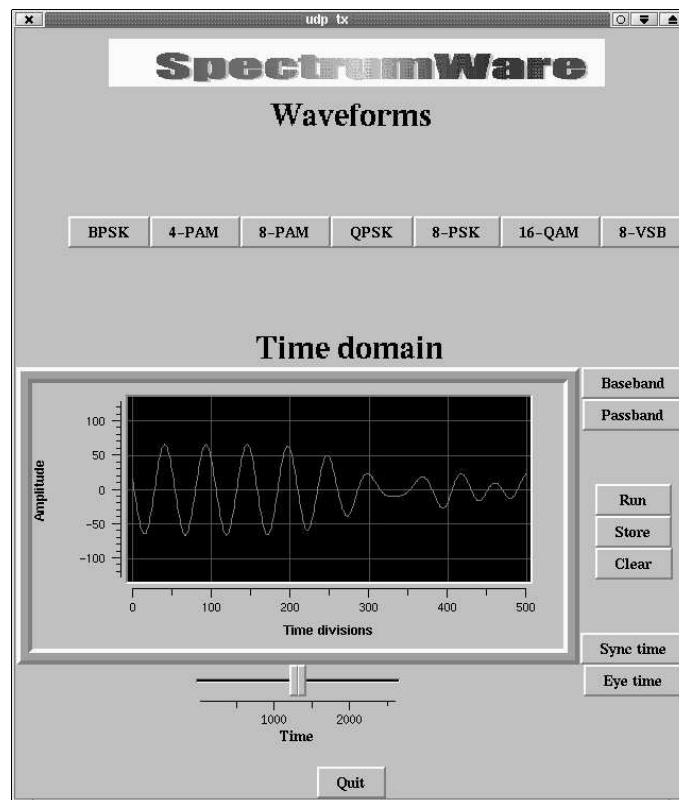 udp tx
SpectrumWare
Waveforms
BPSK 4-PAM 8-PAM QPSK 8-PSK 16-QAM 8-VSB
Time domain
Baseband
Passband
Amplitude
100
50
0
-50
-100
0 100 200 300 400 500
Time divisions
Run
Store
Clear
Sync time
Eye time
1000 2000
Time
Quit